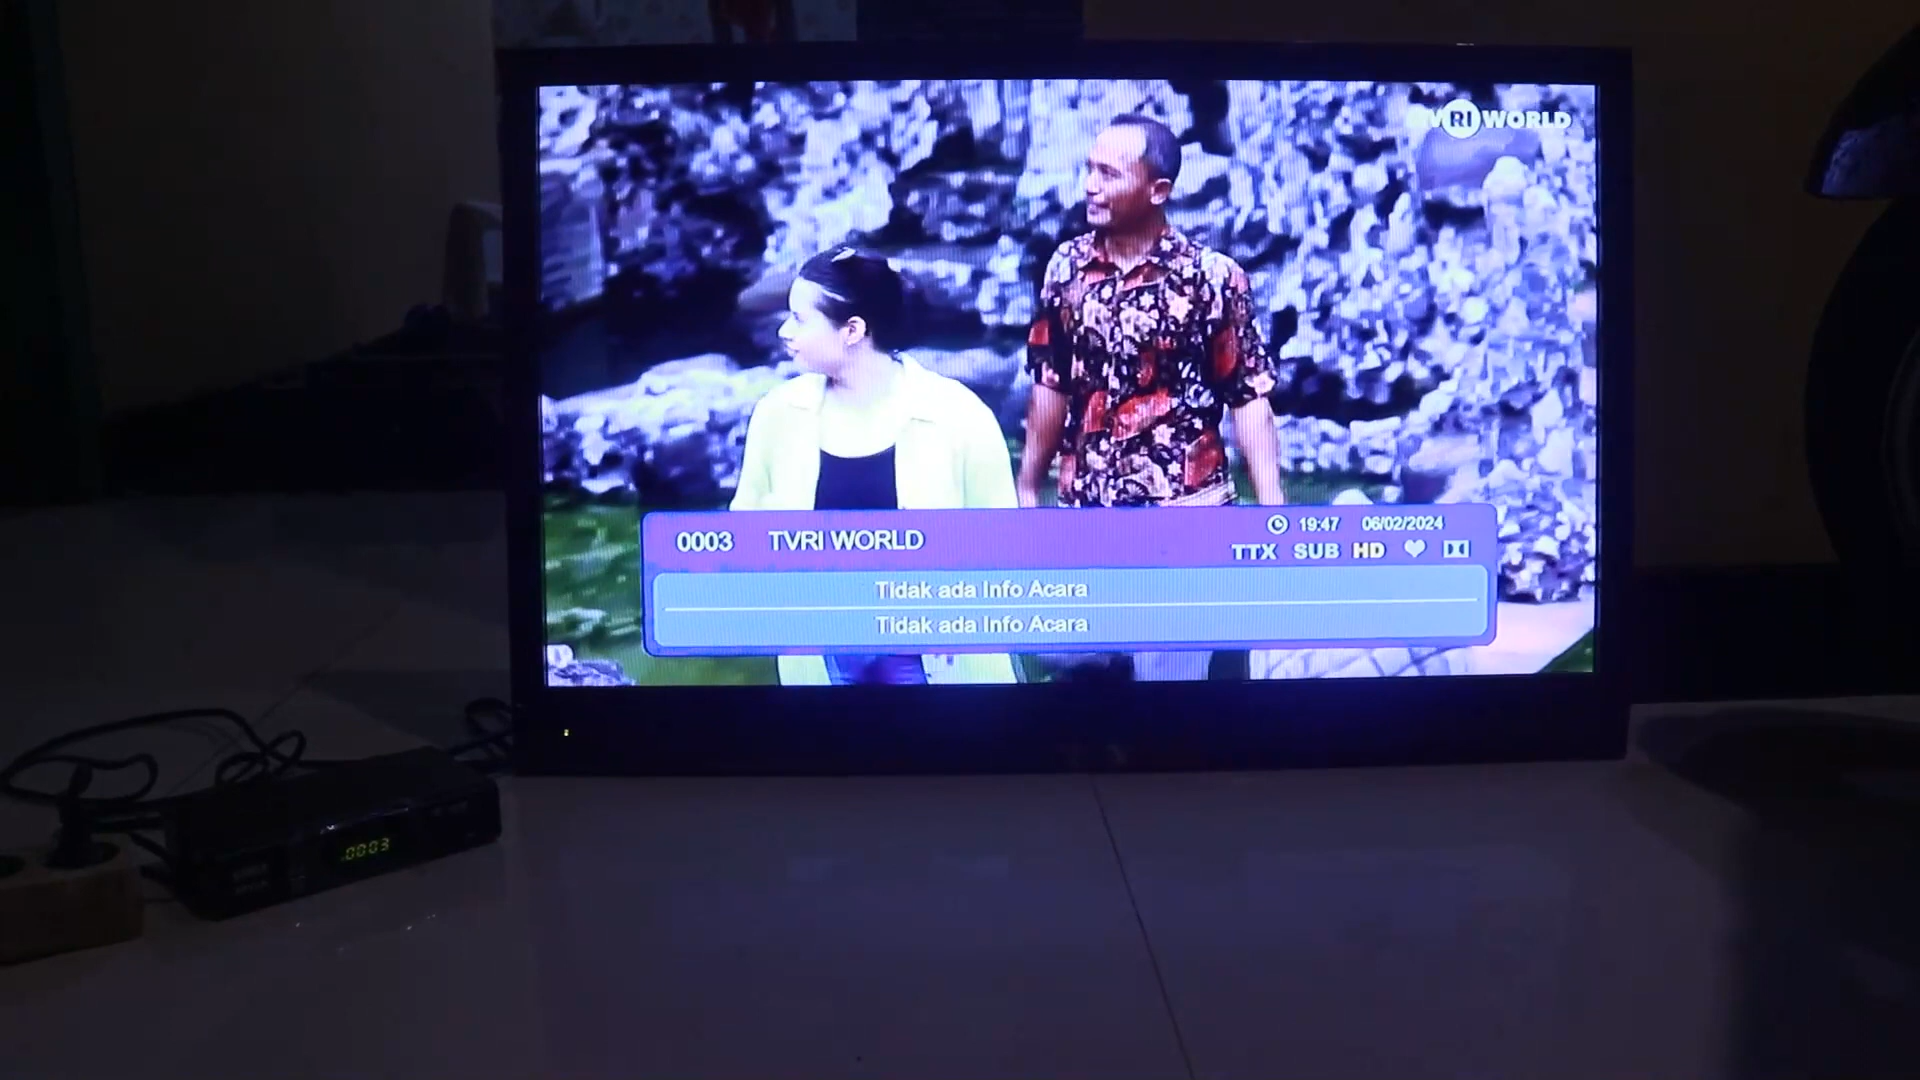 TVRI WORLD
0003 TVRI WORLD
19:47 06/02/2024
TTX SUB HD
Tidak ada Info Acara
Tidak ada Info Acara
.0003